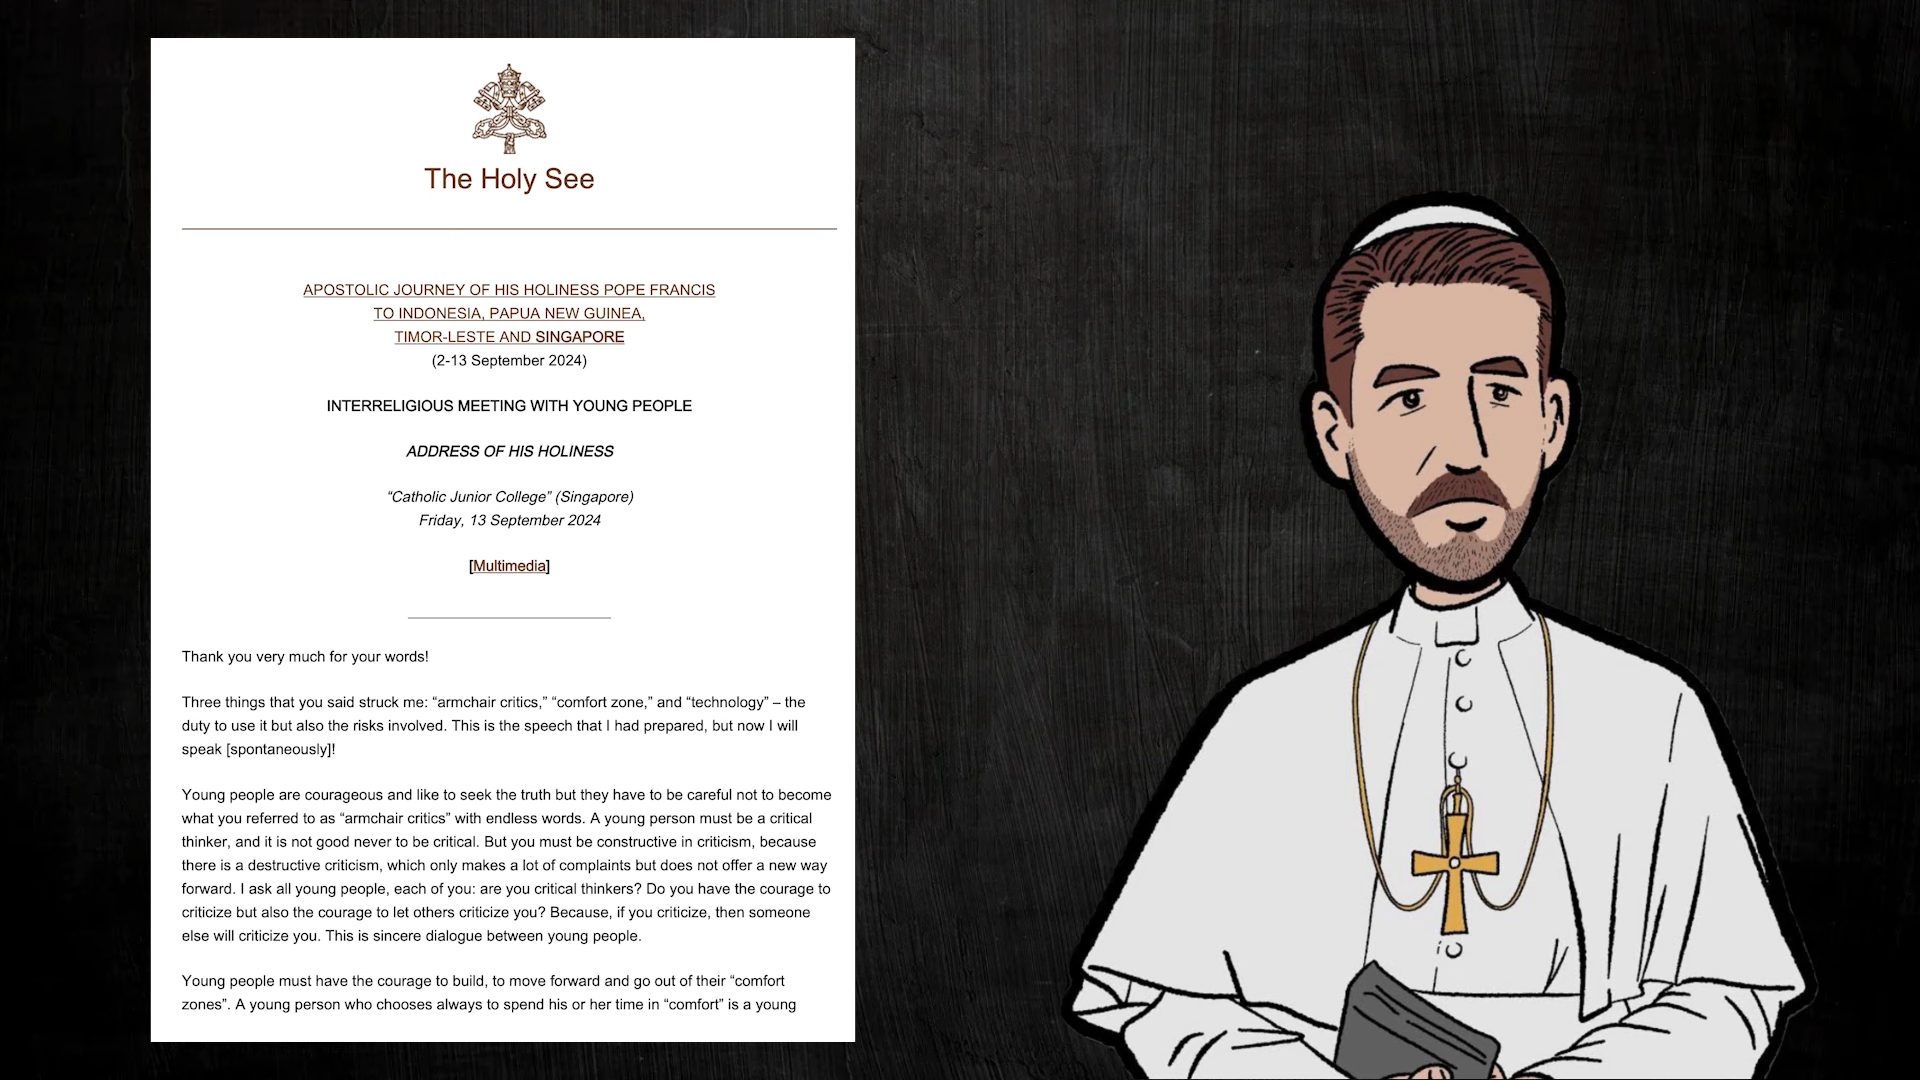 The Holy See
APOSTOLIC JOURNEY OF HIS HOLINESS POPE FRANCIS
TO INDONESIA, PAPUA NEW GUINEA,
TIMOR-LESTE AND SINGAPORE
(2-13 September 2024)
INTERRELIGIOUS MEETING WITH YOUNG PEOPLE
ADDRESS OF HIS HOLINESS
“Catholic Junior College” (Singapore)
Friday, 13 September 2024
[Multimedia]
Thank you very much for your words!
Three things that you said struck me: “armchair critics,” “comfort zone,” and “technology” – the
duty to use it but also the risks involved. This is the speech that I had prepared, but now I will
speak [spontaneously]!
Young people are courageous and like to seek the truth but they have to be careful not to become
what you referred to as “armchair critics” with endless words. A young person must be a critical
thinker, and it is not good never to be critical. But you must be constructive in criticism, because
there is a destructive criticism, which only makes a lot of complaints but does not offer a new way
forward. I ask all young people, each of you: are you critical thinkers? Do you have the courage to
criticize but also the courage to let others criticize you? Because, if you criticize, then someone
else will criticize you. This is sincere dialogue between young people.
Young people must have the courage to build, to move forward and go out of their “comfort
zones”. A young person who chooses always to spend his or her time in “comfort” is a young